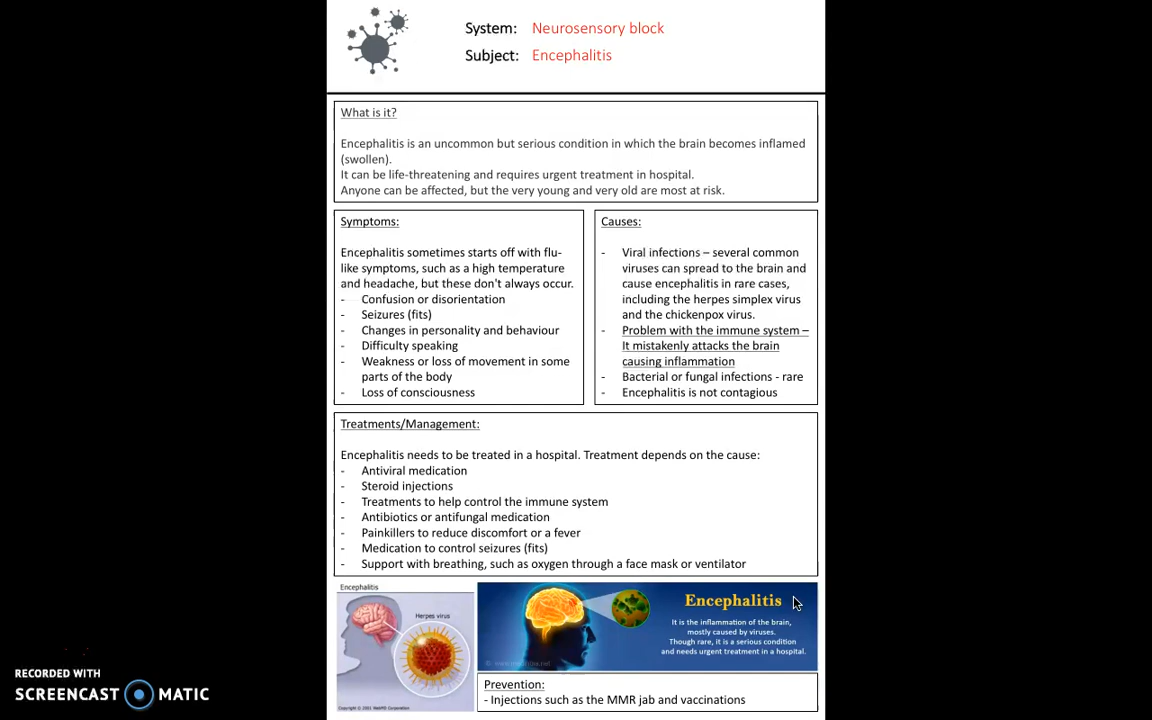 System: Neurosensory block
Subject: Encephalitis
What is it?
Encephalitis is an uncommon but serious condition in which the brain becomes inflamed
(swollen).
It can be life-threatening and requires urgent treatment in hospital.
Anyone can be affected, but the very young and very old are most at risk.
Symptoms:
Encephalitis sometimes starts off with flu-
like symptoms, such as a high temperature
and headache, but these don't always occur.
- Confusion or disorientation
- Seizures (fits)
- Changes in personality and behaviour
- Difficulty speaking
- Weakness or loss of movement in some
parts of the body
- Loss of consciousness
Causes:
- Viral infections – several common
viruses can spread to the brain and
cause encephalitis in rare cases,
including the herpes simplex virus
and the chickenpox virus.
- Problem with the immune system –
It mistakenly attacks the brain
causing inflammation
- Bacterial or fungal infections - rare
- Encephalitis is not contagious
Treatments/Management:
Encephalitis needs to be treated in a hospital. Treatment depends on the cause:
- Antiviral medication
- Steroid injections
- Treatments to help control the immune system
- Antibiotics or antifungal medication
- Painkillers to reduce discomfort or a fever
- Medication to control seizures (fits)
- Support with breathing, such as oxygen through a face mask or ventilator
Encephalitis
Herpes virus
Copyright © 2001 WebMD Corporation
Encephalitis
It is the inflammation of the brain,
mostly caused by viruses.
Though rare, it is a serious condition
and needs urgent treatment in a hospital.
Prevention:
- Injections such as the MMR jab and vaccinations
RECORDED WITH
SCREENCAST MATIC